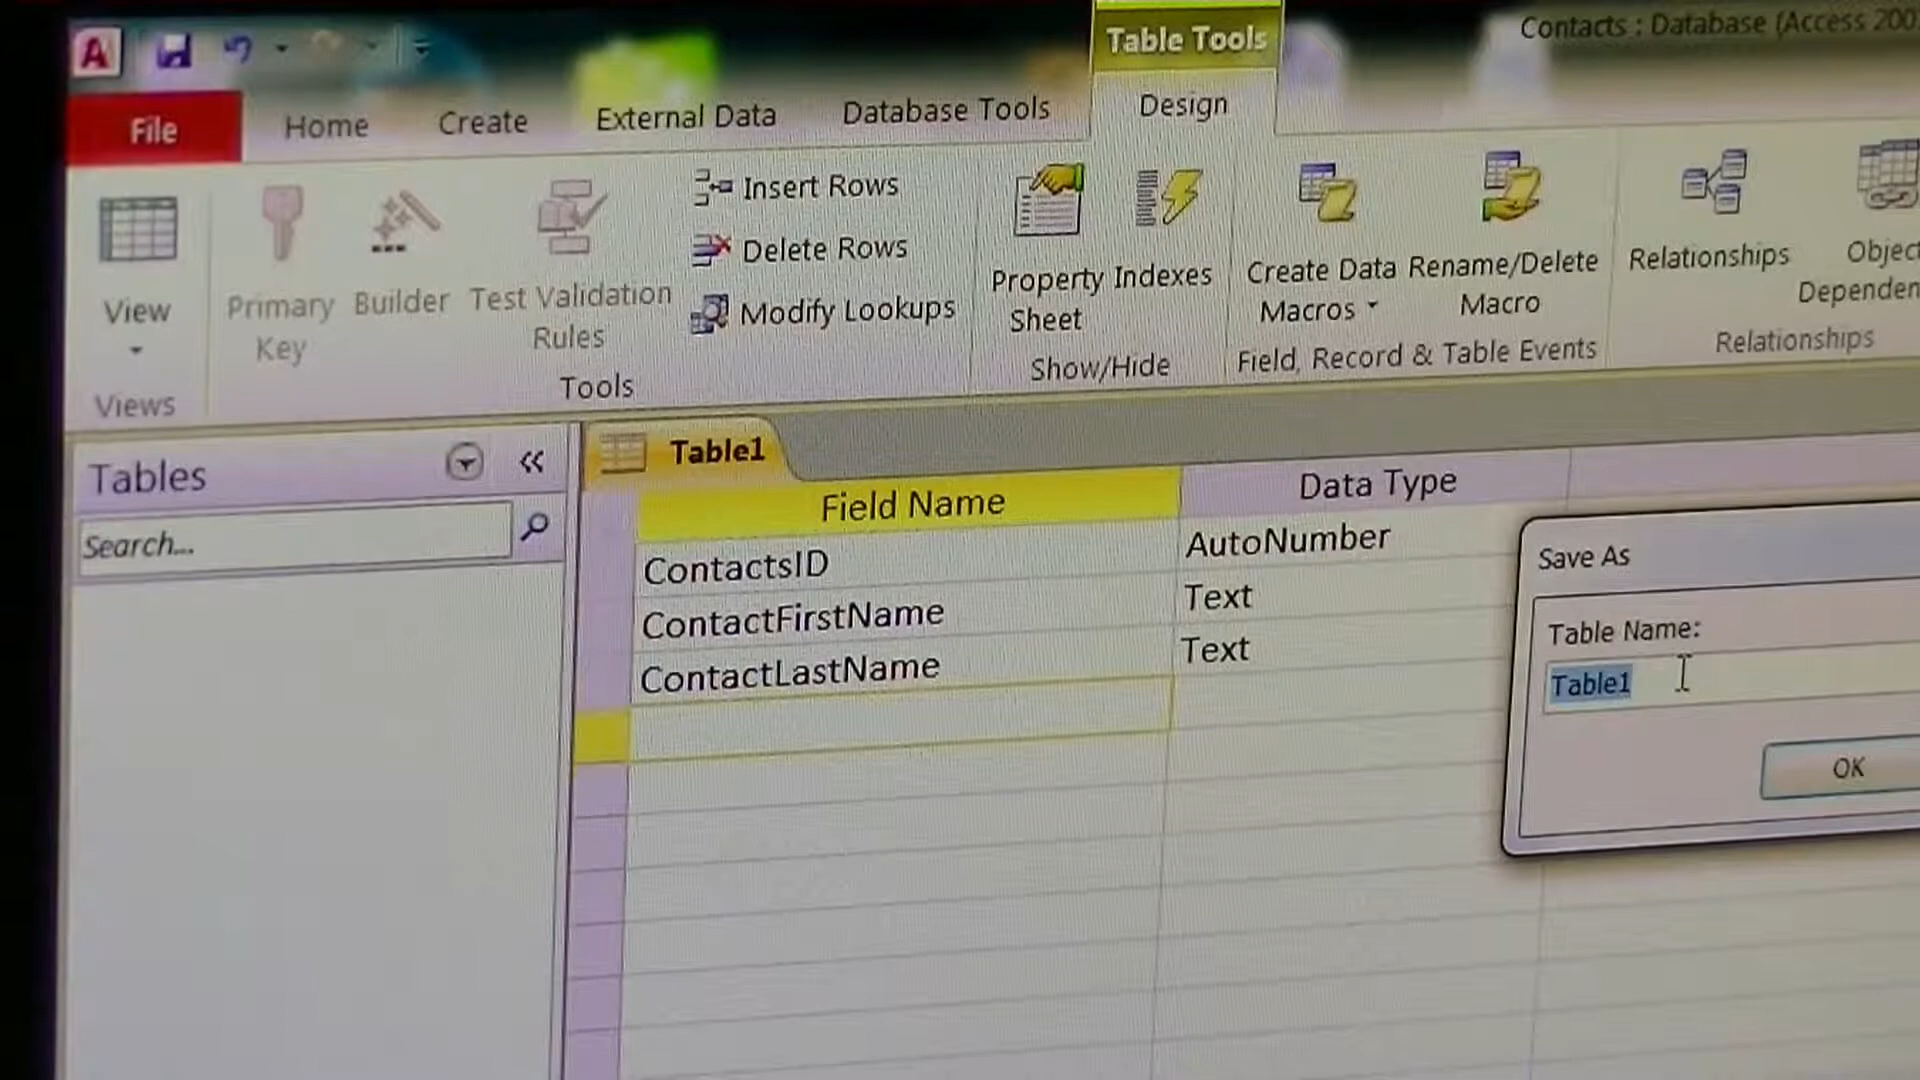 Contacts : Database (Access 200
Table Tools
File Home Create External Data Database Tools Design
View
Views
Primary
Key
Builder
Test Validation
Rules
Insert Rows
Delete Rows
Modify Lookups
Tools
Property
Sheet
Indexes
Show/Hide
Create Data
Macros
Rename/Delete
Macro
Field, Record & Table Events
Relationships
Object
Dependen
Relationships
Tables
Search...
Table1
Field Name Data Type
ContactsID AutoNumber
ContactFirstName Text
ContactLastName Text
Save As
Table Name:
Table1
OK